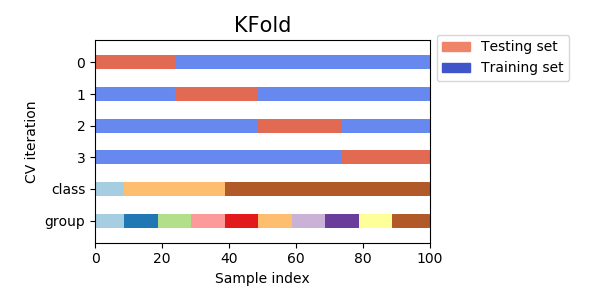 KFold
Testing set
Training set
CV iteration
0
1
2
3
class
group
0 20 40 60 80 100
Sample index